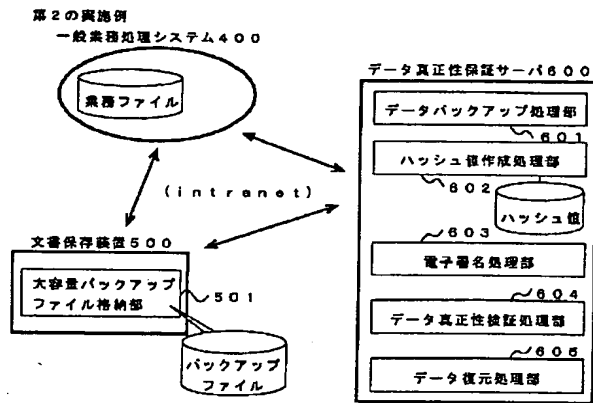 第2の実施例
一般業務処理システム400
業務ファイル
データ真正性保証サーバ600
データバックアップ処理部
601
ハッシュ値作成処理部
602
ハッシュ値
603
電子署名処理部
604
データ真正性検証処理部
605
データ復元処理部
(intranet)
文書保存装置500
大容量バックアップ
ファイル格納部
501
バックアップ
ファイル